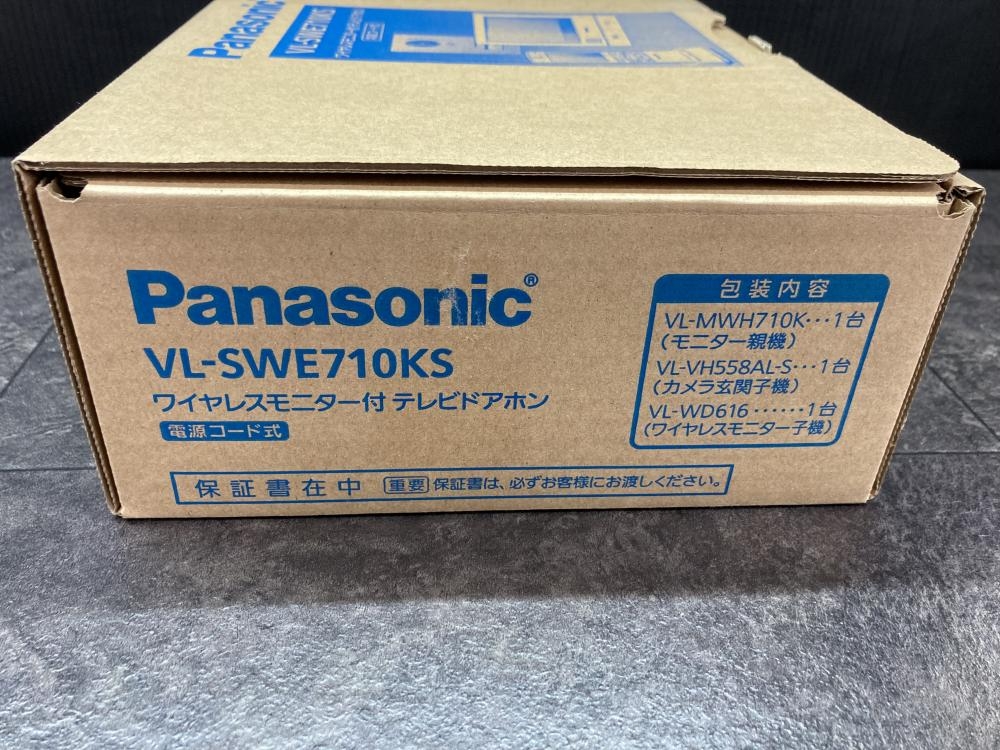 Panasonic
VL-SWE710KS
Panasonic®
VL-SWE710KS
ワイヤレスモニター付 テレビドアホン
電源コード式
包装内容
VL-MWH710K・・・1台
(モニター親機)
VL-VH558AL-S・・・1台
(カメラ玄関子機)
VL-WD616・・・・・・1台
(ワイヤレスモニター子機)
保証書在中 重要 保証書は、必ずお客様にお渡しください。